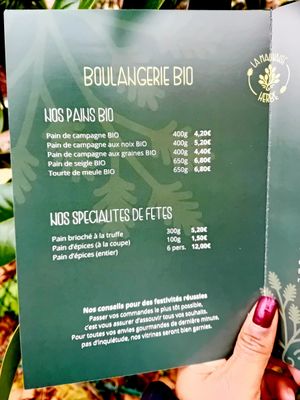 BOULANGERIE BIO
LA MAUVAISE
HERBE
NOS PAINS BIO
Pain de campagne BIO 400g 4,20€
Pain de campagne aux noix BIO 400g 5,20€
Pain de campagne aux graines BIO 400g 4,40€
Pain de seigle BIO 650g 6,80€
Tourte de meule BIO 650g 6,80€
NOS SPECIALITES DE FETES
Pain brioché à la truffe 300g 5,20€
Pain d'épices (à la coupe) 100g 1,50€
Pain d'épices (entier) 6 pers. 12,00€
Nos conseils pour des festivités réussies
Passer vos commandes le plus tôt possible,
c'est vous assurer d'assouvir tous vos souhaits.
Pour toutes vos envies gourmandes de dernière minute,
pas d'inquiétude, nos vitrines seront bien garnies.